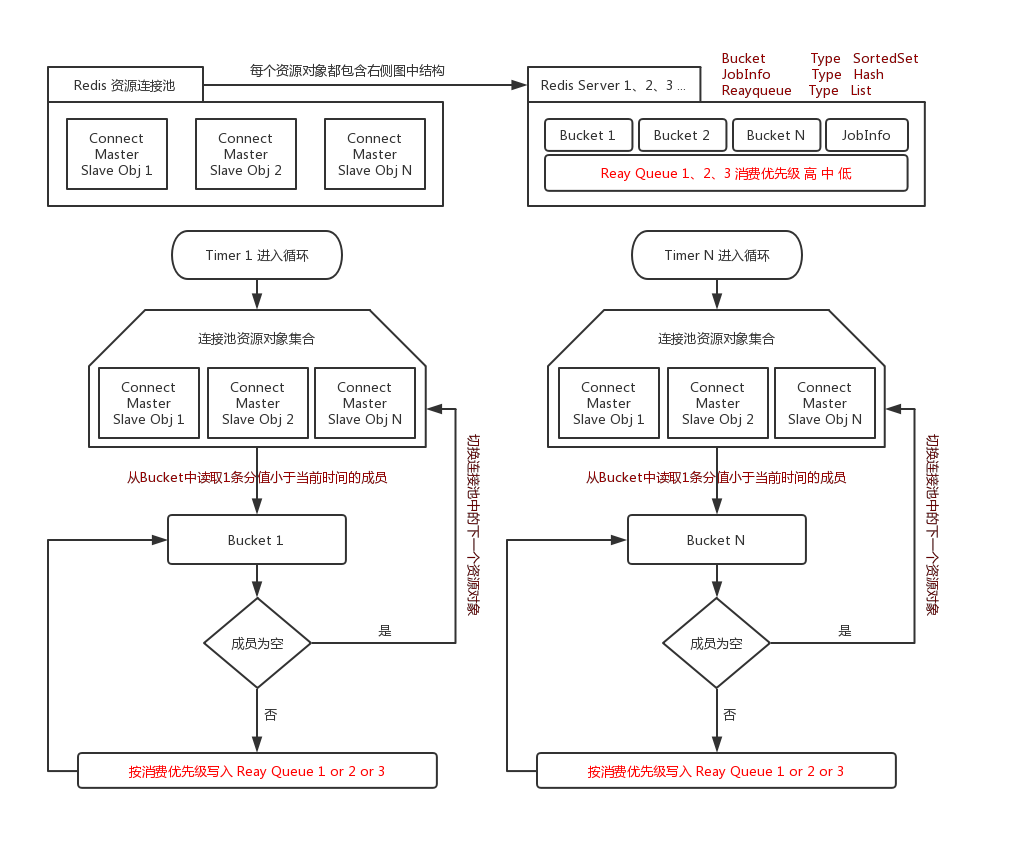 Redis 资源连接池
每个资源对象都包含右侧图中结构
Redis Server 1、2、3 ...
Bucket Type SortedSet
JobInfo Type Hash
Reayqueue Type List
Connect
Master
Slave Obj 1
Connect
Master
Slave Obj 2
Connect
Master
Slave Obj N
Bucket 1
Bucket 2
Bucket N
JobInfo
Reay Queue 1、2、3 消费优先级 高 中 低
Timer 1 进入循环
连接池资源对象集合
Connect
Master
Slave Obj 1
Connect
Master
Slave Obj 2
Connect
Master
Slave Obj N
从Bucket中读取1条分值小于当前时间的成员
切换连接池中的下一个资源对象
Bucket 1
成员为空
是
否
按消费优先级写入 Reay Queue 1 or 2 or 3
Timer N 进入循环
连接池资源对象集合
Connect
Master
Slave Obj 1
Connect
Master
Slave Obj 2
Connect
Master
Slave Obj N
从Bucket中读取1条分值小于当前时间的成员
切换连接池中的下一个资源对象
Bucket N
成员为空
是
否
按消费优先级写入 Reay Queue 1 or 2 or 3